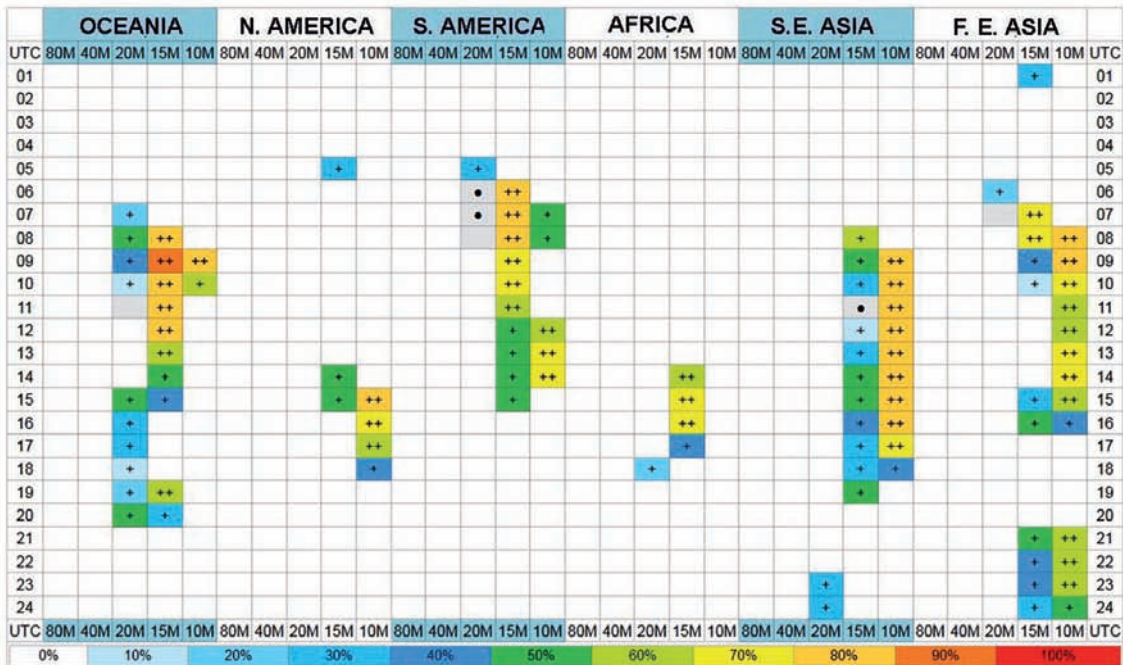 OCEANIA N. AMERICA S. AMERICA AFRICA S.E. ASIA F. E. ASIA
UTC 80M 40M 20M 15M 10M 80M 40M 20M 15M 10M 80M 40M 20M 15M 10M 80M 40M 20M 15M 10M 80M 40M 20M 15M 10M 80M 40M 20M 15M 10M UTC
01 + 01
02 02
03 03
04 04
05 + + 05
06 ● ++ + 06
07 + ● ++ + ++ 07
08 + ++ ++ + + ++ ++ 08
09 + ++ ++ ++ + ++ + ++ 09
10 + ++ + ++ + ++ + ++ 10
11 ++ ++ ● ++ ++ 11
12 ++ + ++ + ++ ++ 12
13 ++ + ++ + ++ ++ 13
14 + + + ++ ++ + ++ ++ 14
15 + + + ++ + ++ + ++ + ++ 15
16 + ++ ++ + ++ + + 16
17 + ++ + + ++ 17
18 + + + + + 18
19 + ++ + 19
20 + + 20
21 + ++ 21
22 + ++ 22
23 + + ++ 23
24 + + + 24
UTC 80M 40M 20M 15M 10M 80M 40M 20M 15M 10M 80M 40M 20M 15M 10M 80M 40M 20M 15M 10M 80M 40M 20M 15M 10M 80M 40M 20M 15M 10M UTC
0% 10% 20% 30% 40% 50% 60% 70% 80% 90% 100%